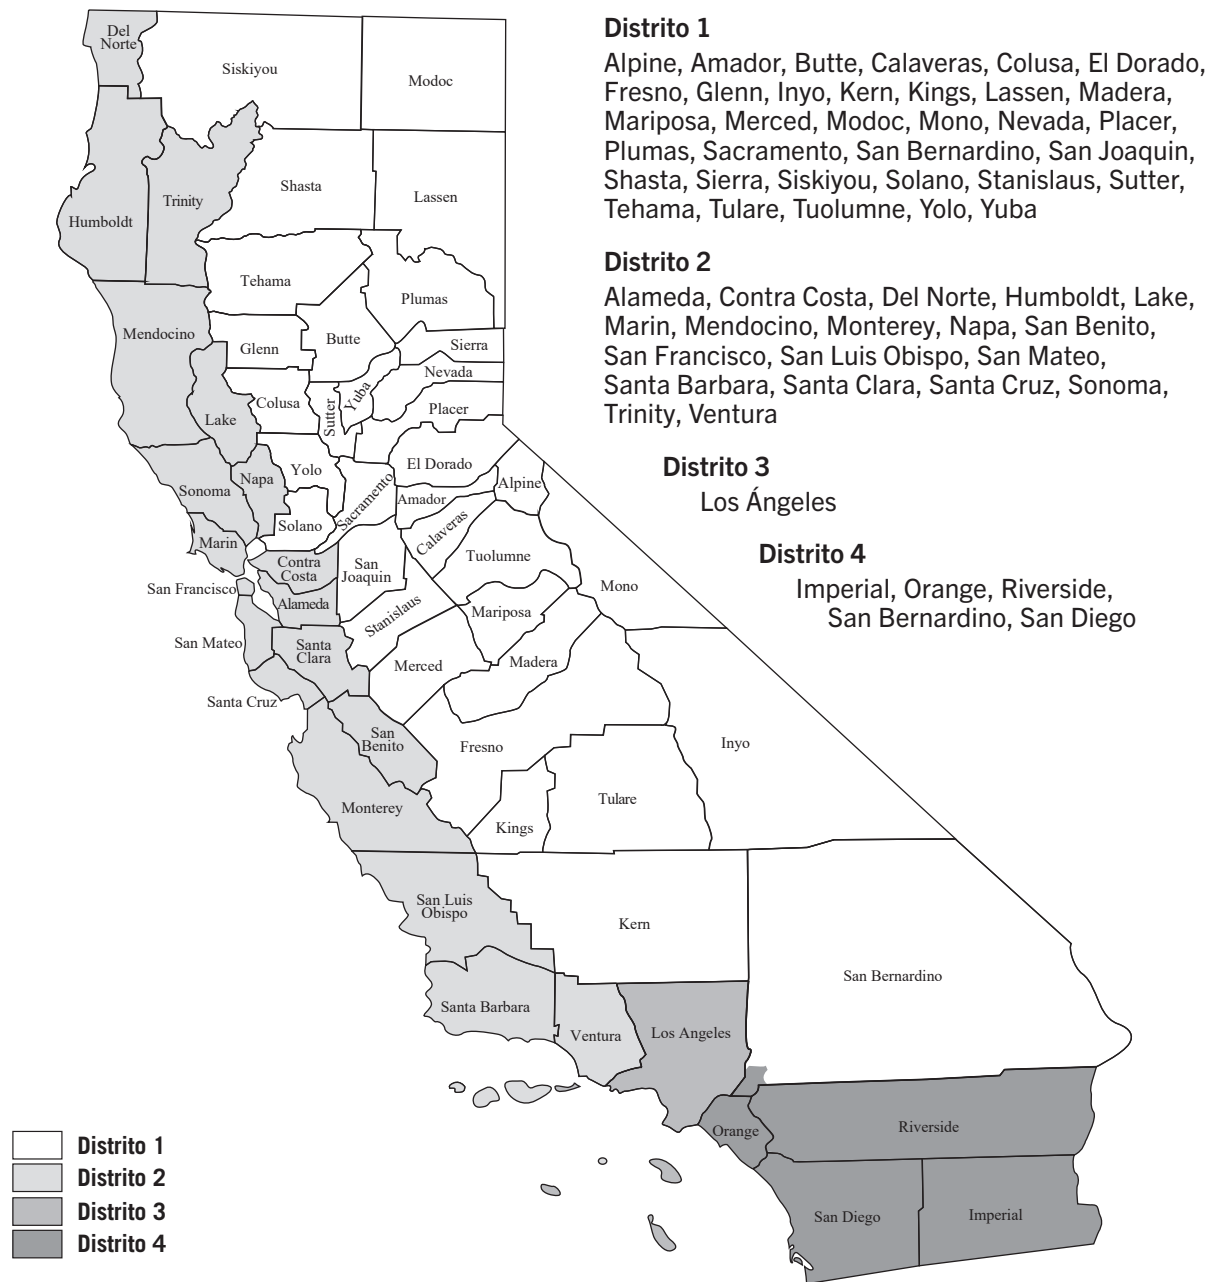 Distrito 1
Alpine, Amador, Butte, Calaveras, Colusa, El Dorado,
Fresno, Glenn, Inyo, Kern, Kings, Lassen, Madera,
Mariposa, Merced, Modoc, Mono, Nevada, Placer,
Plumas, Sacramento, San Bernardino, San Joaquin,
Shasta, Sierra, Siskiyou, Solano, Stanislaus, Sutter,
Tehama, Tulare, Tuolumne, Yolo, Yuba
Distrito 2
Alameda, Contra Costa, Del Norte, Humboldt, Lake,
Marin, Mendocino, Monterey, Napa, San Benito,
San Francisco, San Luis Obispo, San Mateo,
Santa Barbara, Santa Clara, Santa Cruz, Sonoma,
Trinity, Ventura
Distrito 3
Los Ángeles
Distrito 4
Imperial, Orange, Riverside,
San Bernardino, San Diego
Del
Norte
Siskiyou
Modoc
Shasta
Lassen
Trinity
Humboldt
Tehama
Plumas
Mendocino
Butte
Glenn
Sierra
Nevada
Yuba
Colusa
Sutter
Placer
Lake
El Dorado
Yolo
Napa
Sonoma
Sacramento
Alpine
Amador
Solano
Calaveras
Marin
Tuolumne
Contra
Costa
San
Joaquin
San Francisco
Mono
Alameda
Stanislaus
Mariposa
San Mateo
Santa
Clara
Merced
Madera
Santa Cruz
San
Benito
Fresno
Inyo
Tulare
Monterey
Kings
San Luis
Obispo
Kern
San Bernardino
Santa Barbara
Ventura
Los Angeles
Orange
Riverside
San Diego
Imperial
Distrito 1
Distrito 2
Distrito 3
Distrito 4